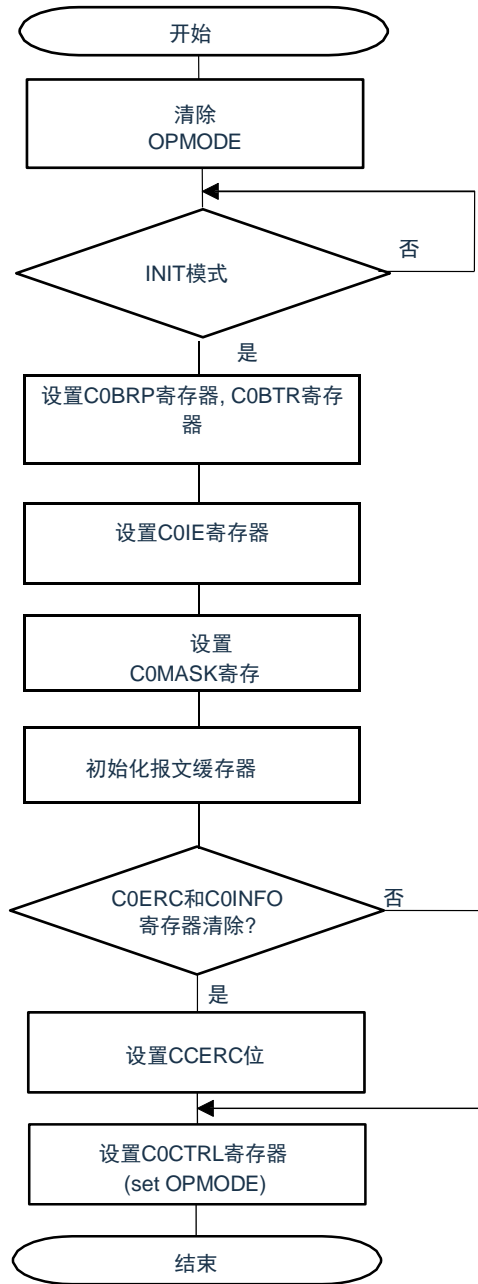 开始
清除
OPMODE
INIT模式
否
是
设置C0BRP寄存器, C0BTR寄存
器
设置C0IE寄存器
设置
C0MASK寄存
初始化报文缓存器
C0ERC和C0INFO
寄存器清除?
否
是
设置CCERC位
设置C0CTRL寄存器
(set OPMODE)
结束